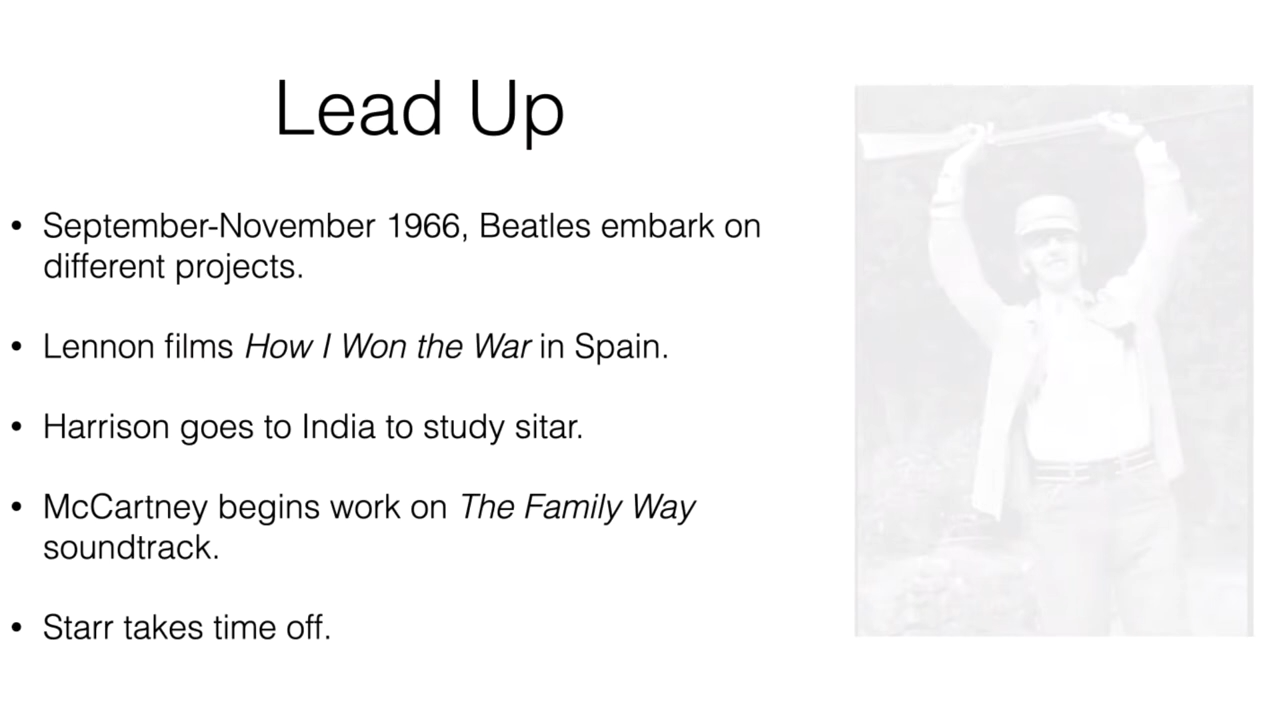 Lead Up
• September-November 1966, Beatles embark on
different projects.
• Lennon films How I Won the War in Spain.
• Harrison goes to India to study sitar.
• McCartney begins work on The Family Way
soundtrack.
• Starr takes time off.